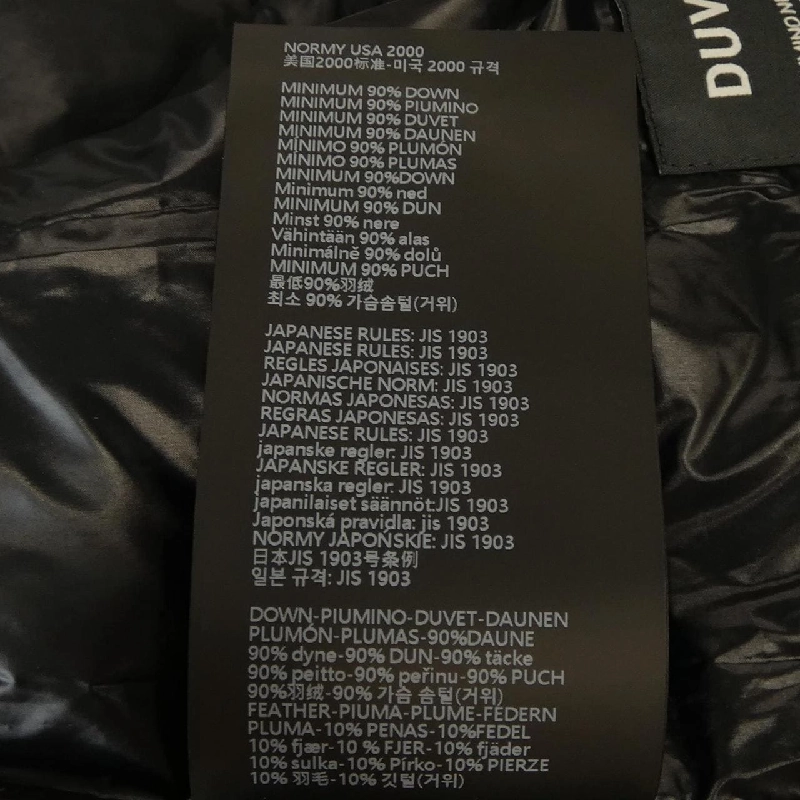 NORMY USA 2000
美国2000标准-미국 2000 규격
MINIMUM 90% DOWN
MINIMUM 90% PIUMINO
MINIMUM 90% DUVET
MINIMUM 90% DAUNEN
MÍNIMO 90% PLUMÓN
MÍNIMO 90% PLUMAS
MINIMUM 90%DOWN
Minimum 90% ned
MINIMUM 90% DUN
Minst 90% nere
Vähintään 90% alas
Minimálně 90% dolů
MINIMUM 90% PUCH
最低90%羽绒
최소 90% 가슴솜털(거위)
JAPANESE RULES: JIS 1903
JAPANESE RULES: JIS 1903
REGLES JAPONAISES: JIS 1903
JAPANISCHE NORM: JIS 1903
NORMAS JAPONESAS: JIS 1903
REGRAS JAPONESAS: JIS 1903
JAPANESE RULES: JIS 1903
japanske regler: JIS 1903
JAPANSKE REGLER: JIS 1903
japanska regler: JIS 1903
japanilaiset säännöt:JIS 1903
Japonská pravidla: jis 1903
NORMY JAPOŃSKIE: JIS 1903
日本JIS 1903号条例
일본 규격: JIS 1903
DOWN-PIUMINO-DUVET-DAUNEN
PLUMÓN-PLUMAS-90%DAUNE
90% dyne-90% DUN-90% täcke
90% peitto-90% peřinu-90% PUCH
90%羽绒-90% 가슴 솜털(거위)
FEATHER-PIUMA-PLUME-FEDERN
PLUMA-10% PENAS-10%FEDEL
10% fjær-10 % FJER-10% fjäder
10% sulka-10% Pírko-10% PIERZE
10% 羽毛-10% 깃털(거위)
DUV